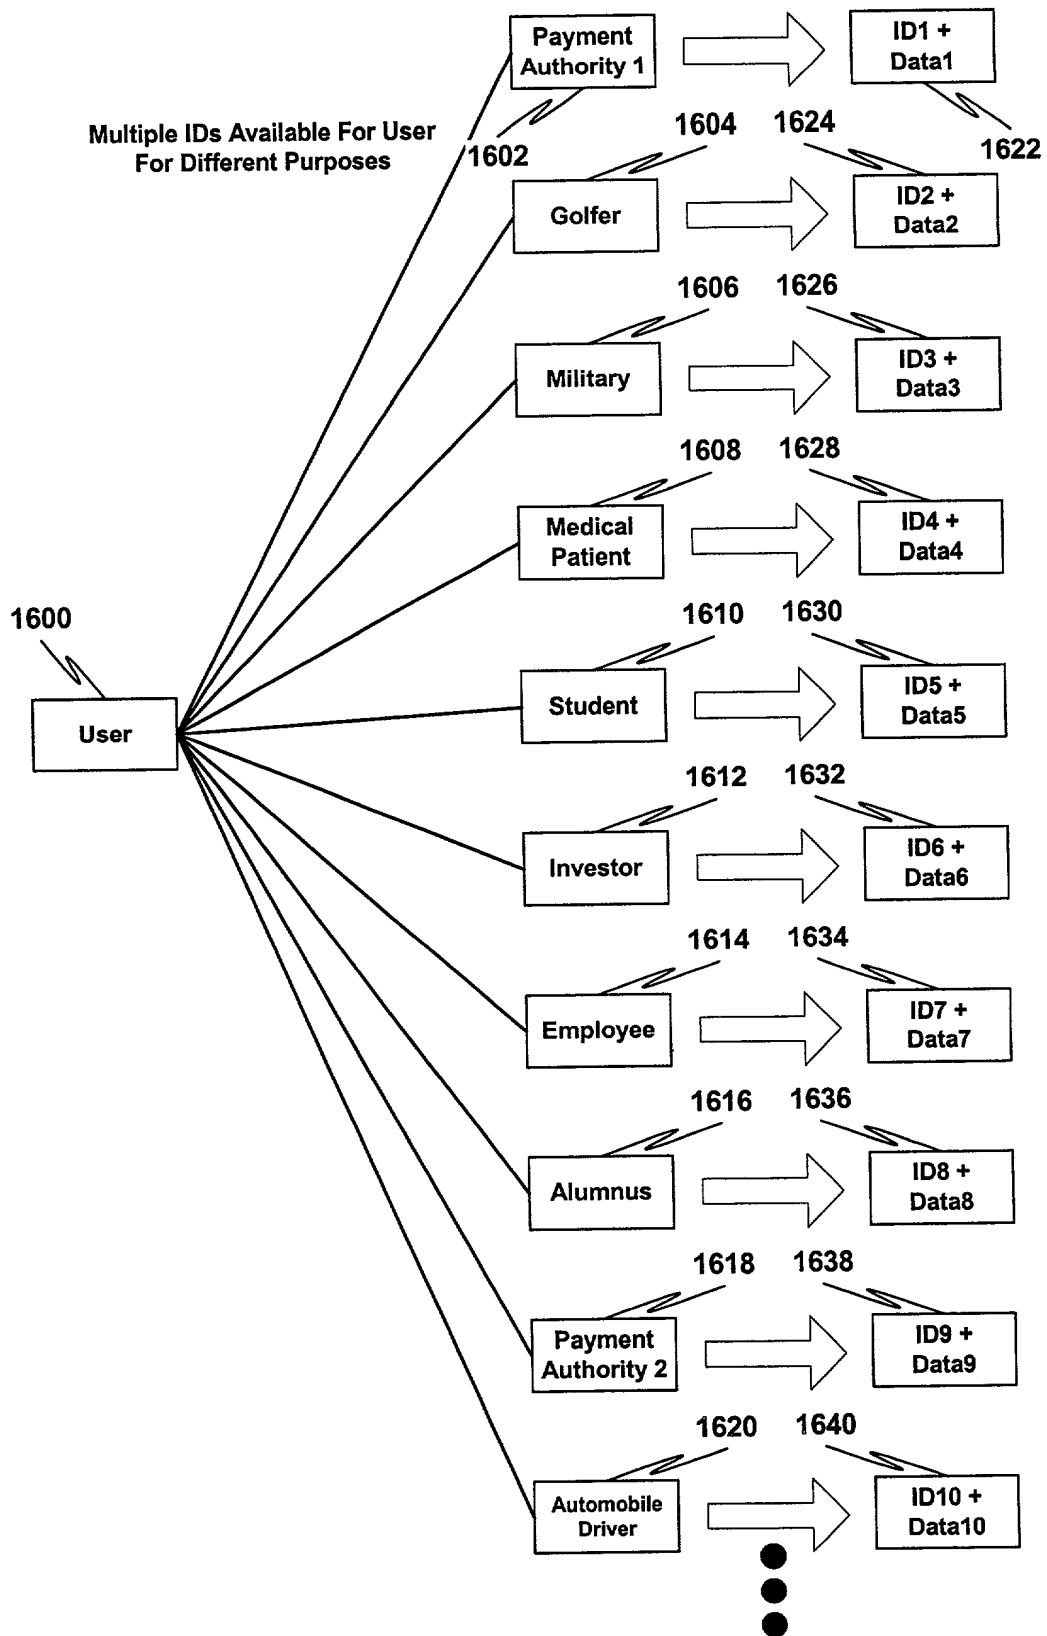 Payment
Authority 1
ID1 +
Data1
Multiple IDs Available For User
For Different Purposes
1602
1604
1624
1622
Golfer
ID2 +
Data2
1606
1626
Military
ID3 +
Data3
1608
1628
Medical
Patient
ID4 +
Data4
1600
1610
1630
User
Student
ID5 +
Data5
1612
1632
Investor
ID6 +
Data6
1614
1634
Employee
ID7 +
Data7
1616
1636
Alumnus
ID8 +
Data8
1618
1638
Payment
Authority 2
ID9 +
Data9
1620
1640
Automobile
Driver
ID10 +
Data10